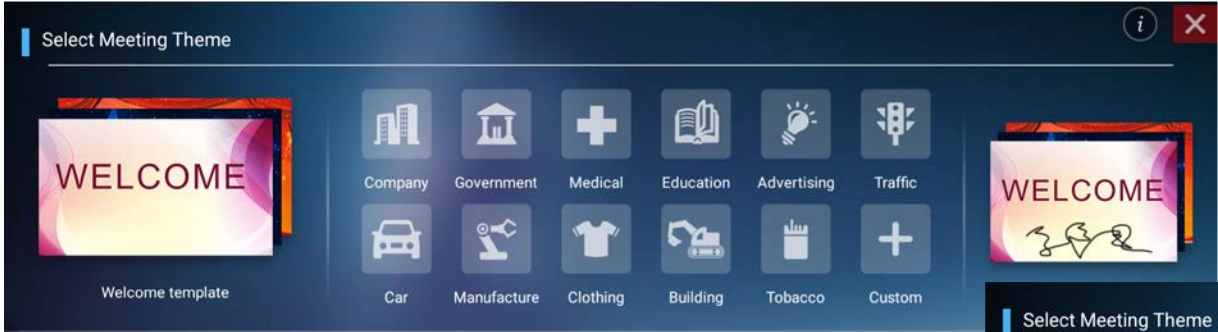 Select Meeting Theme
i
WELCOME
Welcome template
Company Government Medical Education Advertising Traffic
Car Manufacture Clothing Building Tobacco Custom
WELCOME
Select Meeting Theme